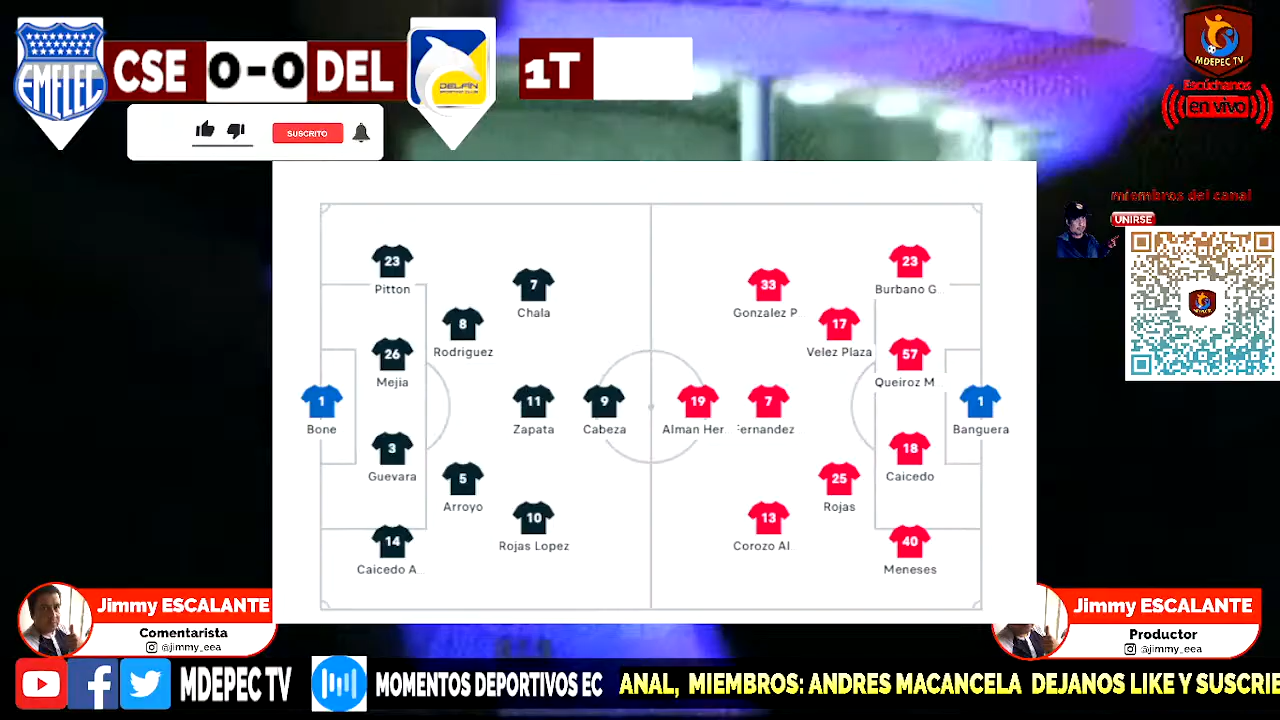 EMELEC
CSE 0-0 DEL
DELFIN
SPORTING CLUB
1T
MDEPEC TV
Escúchanos
en vivo
SUSCRITO
miembros del canal
UNIRSE
23
Pitton
7
Chala
33
Gonzalez P...
23
Burbano G...
8
Rodriguez
17
Velez Plaza
26
Mejia
57
Queiroz M...
1
Bone
11
Zapata
9
Cabeza
19
Alman Her...
7
Fernandez
1
Banguera
3
Guevara
18
Caicedo
5
Arroyo
25
Rojas
10
Rojas Lopez
13
Corozo Al...
14
Caicedo A...
40
Meneses
Jimmy ESCALANTE
Comentarista
@jimmy_eea
Jimmy ESCALANTE
Productor
@jimmy_eea
MDEPEC TV
MOMENTOS DEPORTIVOS EC
ANAL, MIEMBROS: ANDRES MACANCELA DEJANOS LIKE Y SUSCRIE